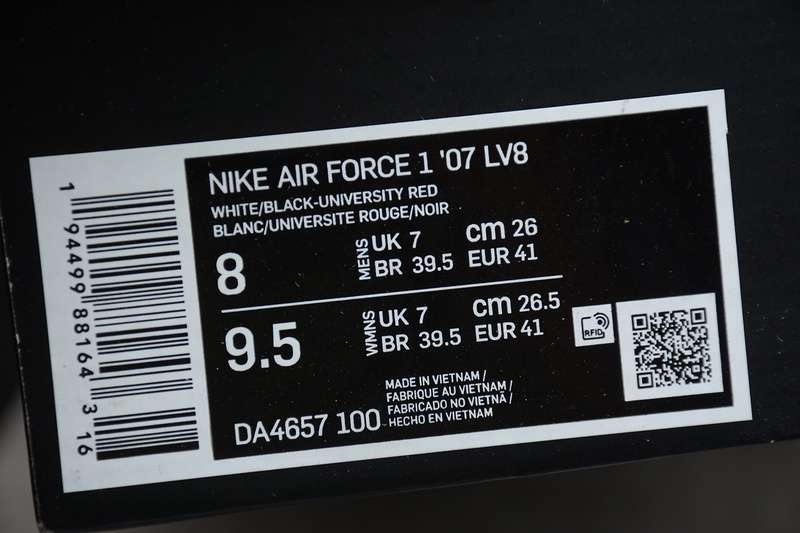 NIKE AIR FORCE 1 '07 LV8
WHITE/BLACK-UNIVERSITY RED
BLANC/UNIVERSITE ROUGE/NOIR
8 MENS UK 7 cm 26
BR 39.5 EUR 41
9.5 WMNS UK 7 cm 26.5
BR 39.5 EUR 41
RFID
MADE IN VIETNAM /
FABRIQUE AU VIETNAM /
FABRICADO NO VIETNÃ /
HECHO EN VIETNAM
DA4657 100
1 94499 88164 3 16